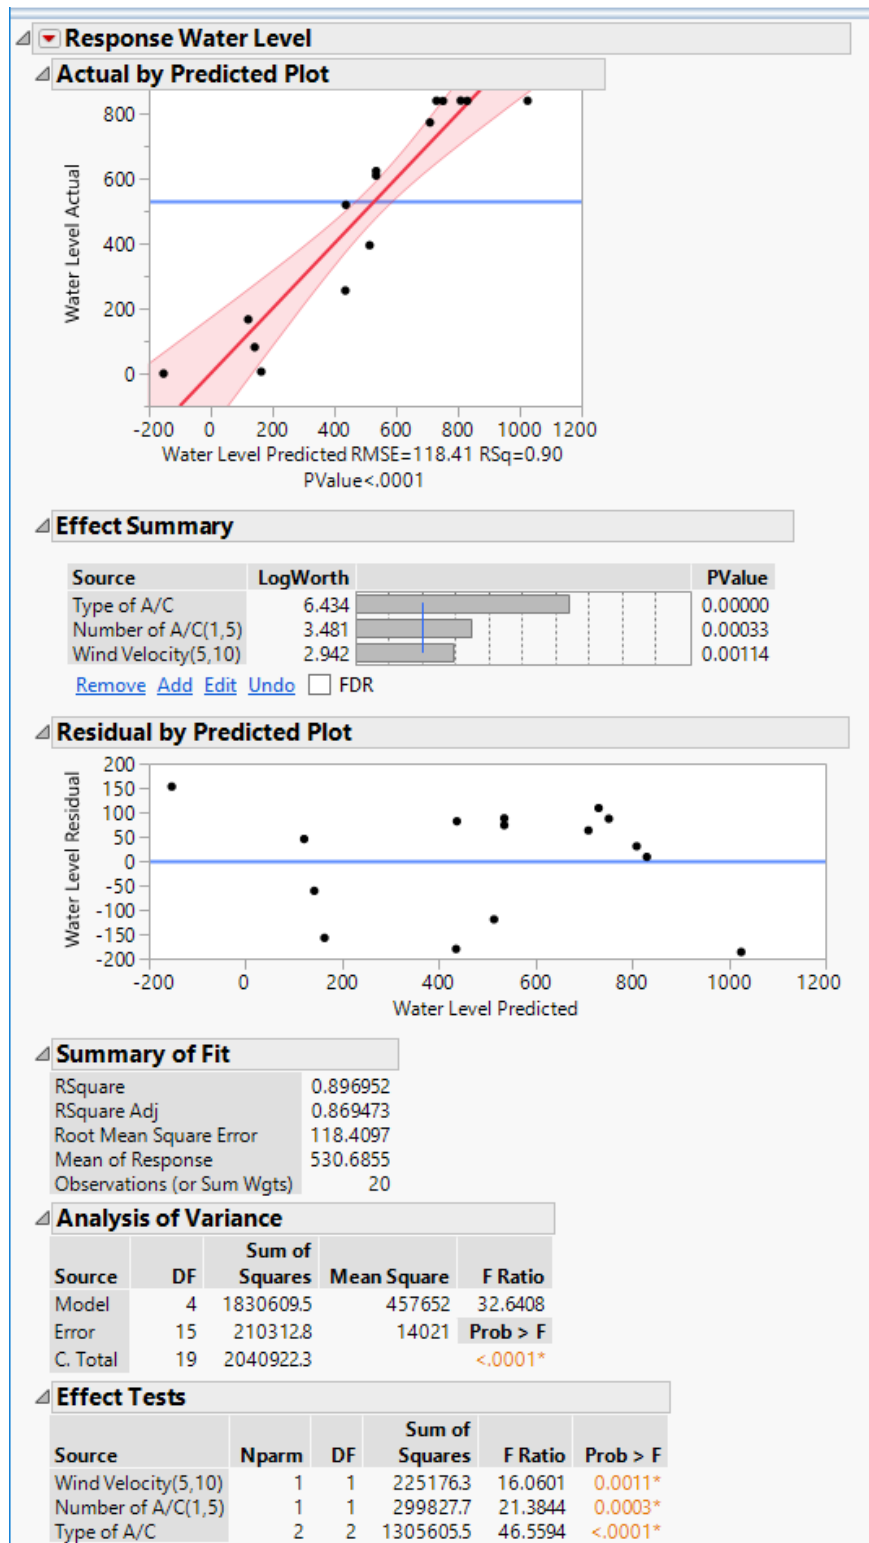 Response Water Level
Actual by Predicted Plot
800
600
400
200
0
Water Level Actual
-200 0 200 400 600 800 1000 1200
Water Level Predicted RMSE=118.41 RSq=0.90
PValue<.0001
Effect Summary
Source LogWorth PValue
Type of A/C 6.434 0.00000
Number of A/C(1,5) 3.481 0.00033
Wind Velocity(5,10) 2.942 0.00114
Remove Add Edit Undo FDR
Residual by Predicted Plot
200
150
100
50
0
-50
-100
-150
-200
Water Level Residual
-200 0 200 400 600 800 1000 1200
Water Level Predicted
Summary of Fit
RSquare 0.896952
RSquare Adj 0.869473
Root Mean Square Error 118.4097
Mean of Response 530.6855
Observations (or Sum Wgts) 20
Analysis of Variance
Sum of
Source DF Squares Mean Square F Ratio
Model 4 1830609.5 457652 32.6408
Error 15 210312.8 14021 Prob > F
C. Total 19 2040922.3 <.0001*
Effect Tests
Sum of
Source Nparm DF Squares F Ratio Prob > F
Wind Velocity(5,10) 1 1 225176.3 16.0601 0.0011*
Number of A/C(1,5) 1 1 299827.7 21.3844 0.0003*
Type of A/C 2 2 1305605.5 46.5594 <.0001*